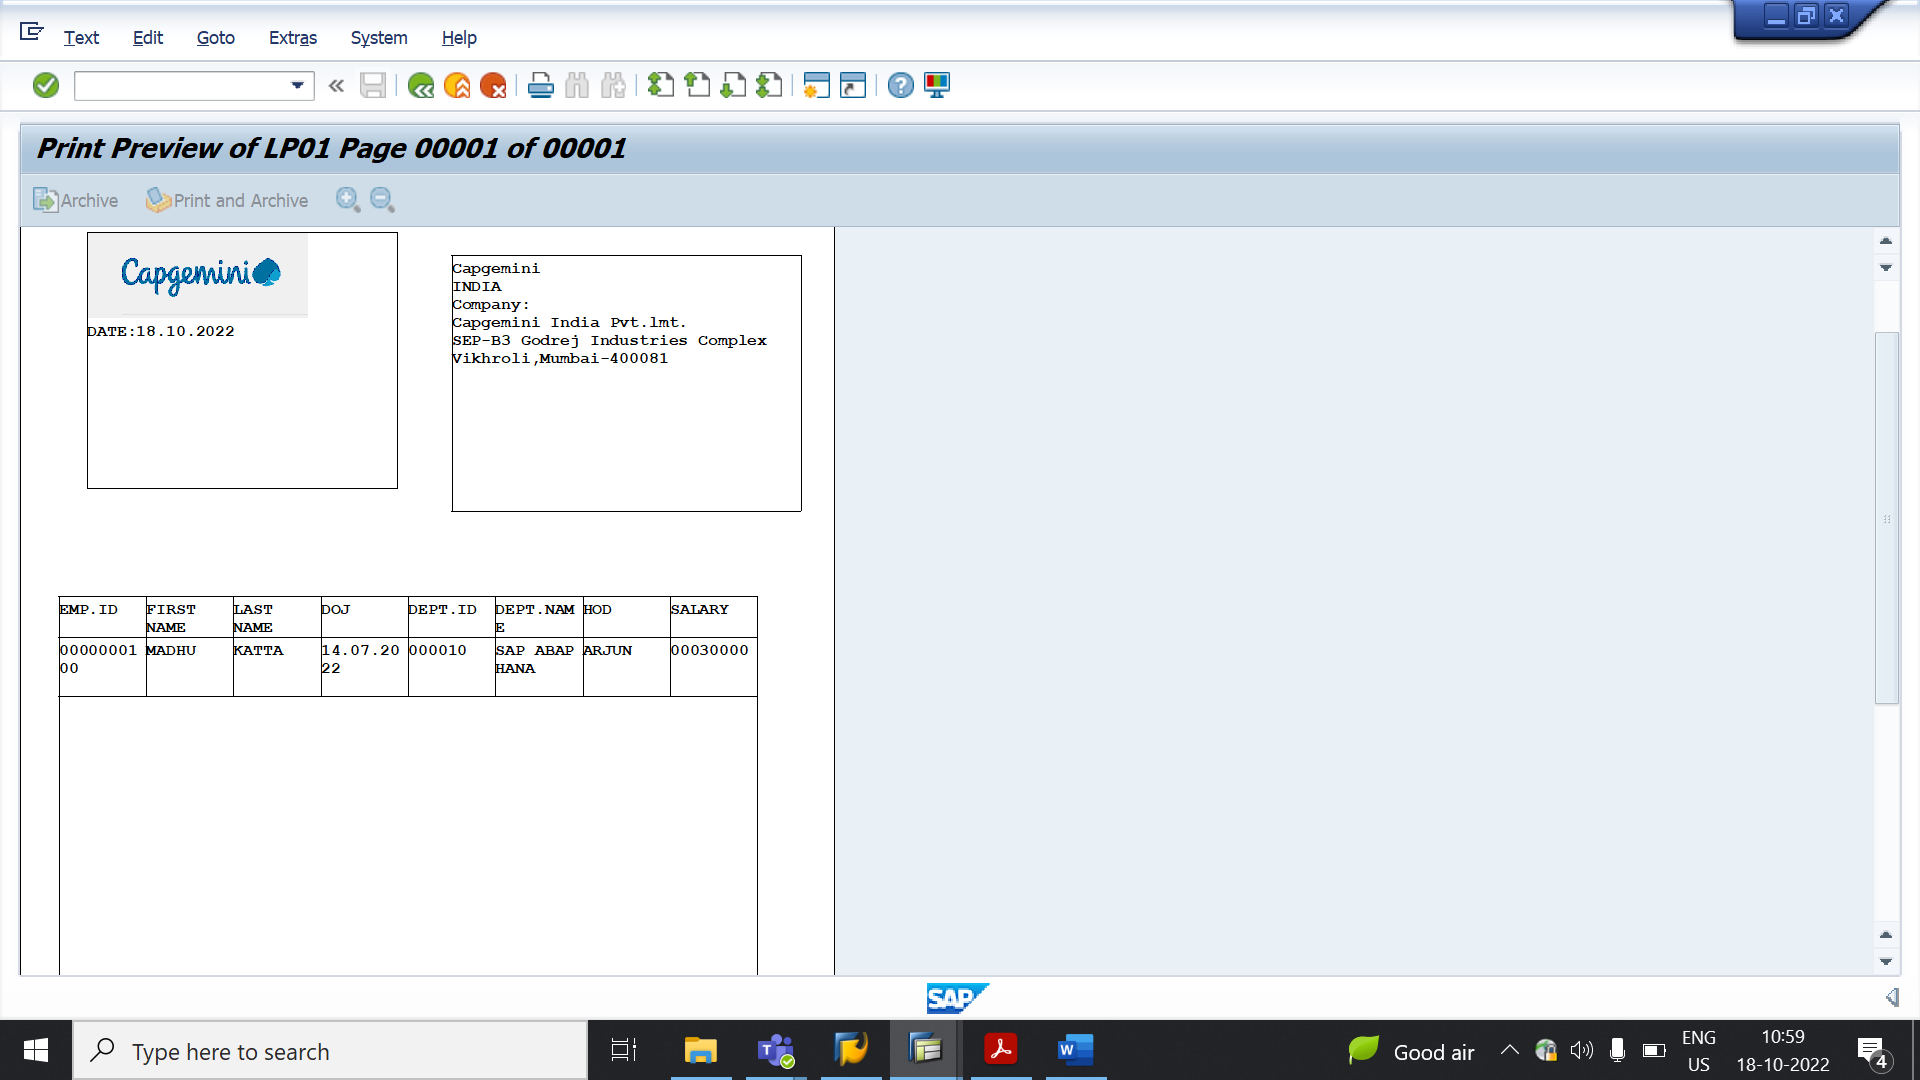 Text Edit Goto Extras System Help
Print Preview of LP01 Page 00001 of 00001
Archive Print and Archive
Capgemini
DATE:18.10.2022
Capgemini
INDIA
Company:
Capgemini India Pvt.lmt.
SEP-B3 Godrej Industries Complex
Vikhroli,Mumbai-400081
EMP.ID FIRST LAST DOJ DEPT.ID DEPT.NAM HOD SALARY
NAME NAME E
000000001 MADHU KATTA 14.07.20 000010 SAP ABAP ARJUN 00030000
00 22 HANA
SAP
Type here to search
Good air
ENG
US
10:59
18-10-2022
4